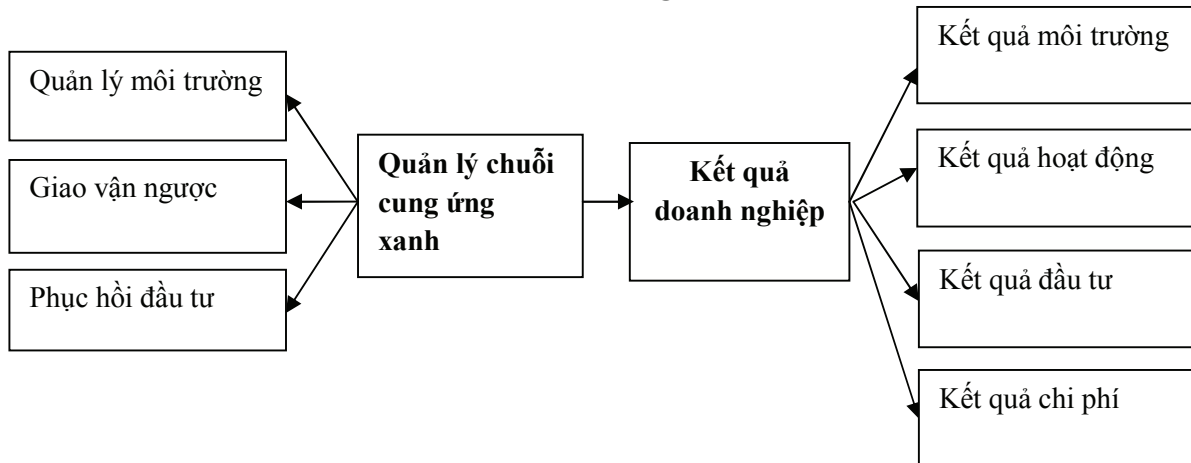 Quản lý môi trường
Giao vận ngược
Phục hồi đầu tư
Quản lý chuỗi
cung ứng
xanh
Kết quả
doanh nghiệp
Kết quả môi trường
Kết quả hoạt động
Kết quả đầu tư
Kết quả chi phí